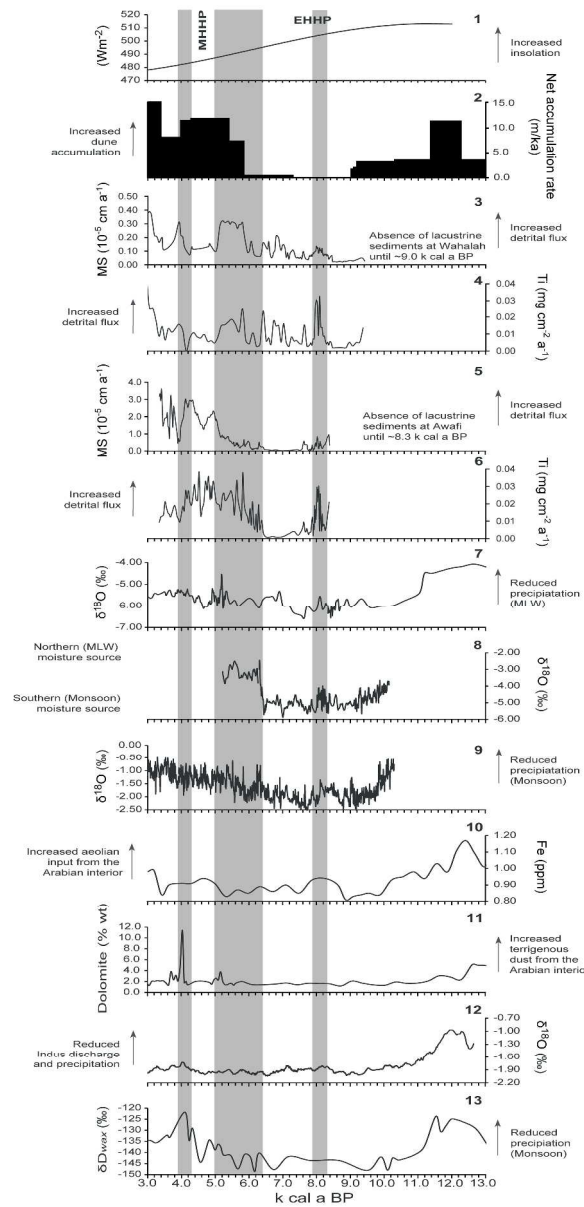 MHHP
EHHP
1
(Wm-2)
520
510
500
490
480
470
Increased
insolation
2
Increased
dune
accumulation
15.0
10.0
5.0
0.0
Net accumulation rate
(m/ka)
3
MS (10-5 cm a-1)
0.50
0.40
0.30
0.20
0.10
0.00
Absence of lacustrine
sediments at Wahalah
until ~9.0 k cal a BP
Increased
detrital flux
4
Increased
detrital flux
0.04
0.03
0.02
0.01
0.00
Ti (mg cm-2 a-1)
5
MS (10-5 cm a-1)
4.0
3.0
2.0
1.0
0.0
Absence of lacustrine
sediments at Awafi
until ~8.3 k cal a BP
Increased
detrital flux
6
Increased
detrital flux
0.04
0.03
0.02
0.01
0.00
Ti (mg cm-2 a-1)
7
δ18O (‰)
-4.00
-5.00
6.00
-7.00
Reduced
precipiatation
(MLW)
8
Northern (MLW)
moisture source
Southern (Monsoon)
moisture source
-2.00
-3.00
-4.00
-5.00
-6.00
δ18O (‰)
9
δ18O (‰)
0.00
-0.50
-1.00
-1.50
-2.00
-2.50
Reduced
precipiatation
(Monsoon)
10
Increased aeolian
input from the
Arabian interior
1.20
1.10
1.00
0.90
0.80
Fe (ppm)
11
Dolomite (% wt)
12.0
10.0
8.0
6.0
4.0
2.0
0.0
Increased
terrigenous
dust from the
Arabian interior
12
Reduced
Indus discharge
and precipitation
-0.70
-1.00
-1.30
-1.60
-1.90
-2.20
δ18O (‰)
13
δDwax (‰)
-120
-125
-130
-135
-140
-145
-150
Reduced
precipiation
(Monsoon)
3.0 4.0 5.0 6.0 7.0 8.0 9.0 10.0 11.0 12.0 13.0
k cal a BP